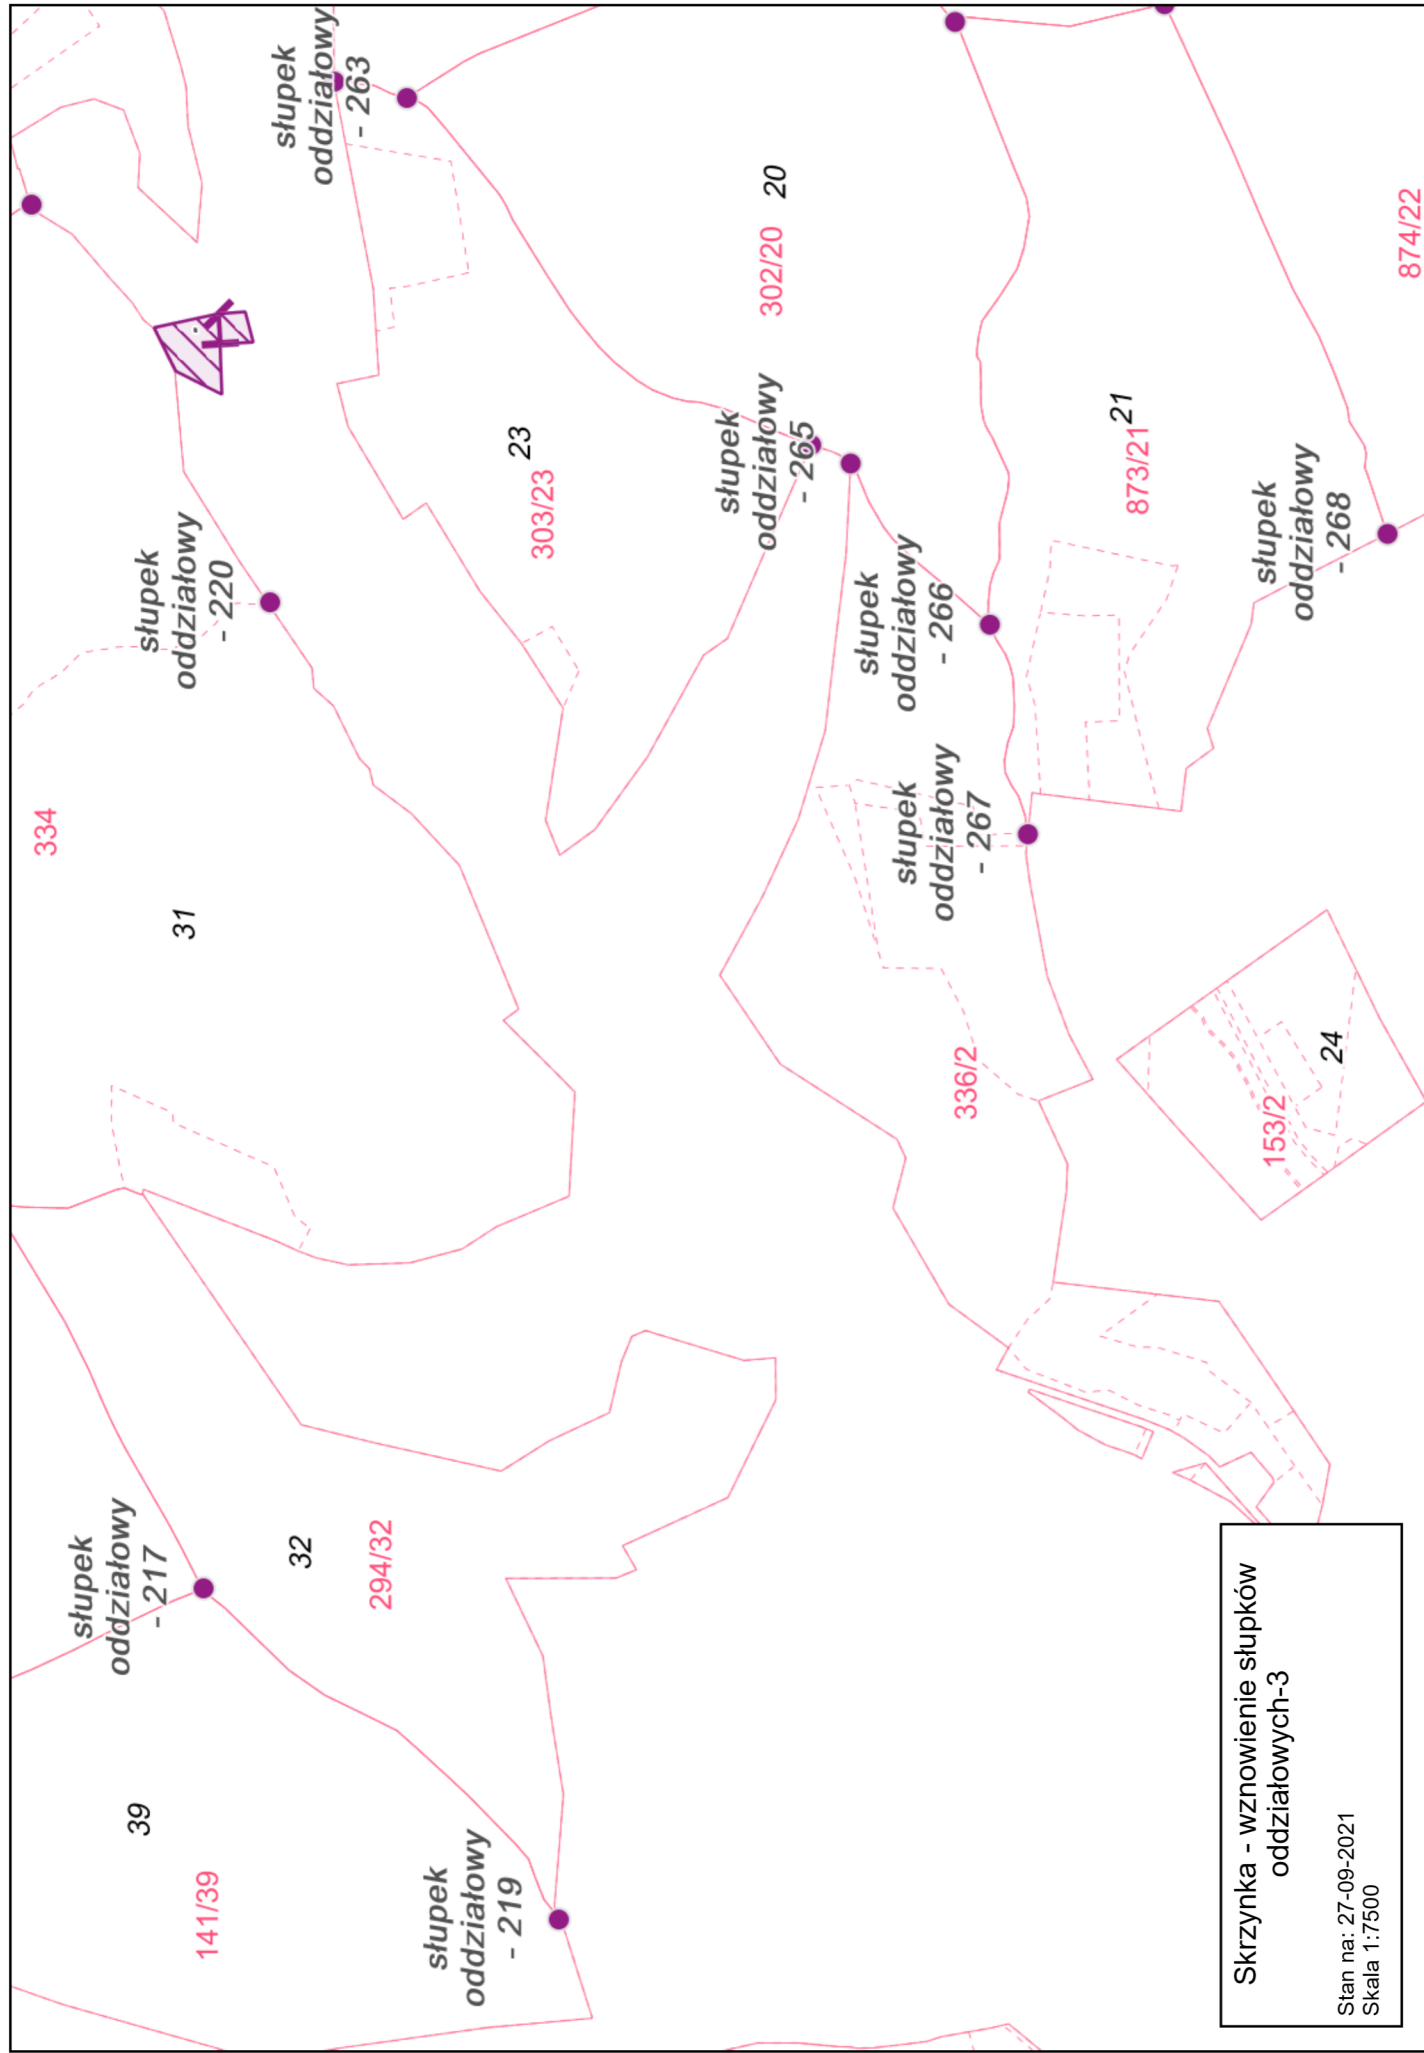 słupek
oddziałowy
- 217
słupek
oddziałowy
- 219
słupek
oddziałowy
- 220
słupek
oddziałowy
- 263
słupek
oddziałowy
- 265
słupek
oddziałowy
- 266
słupek
oddziałowy
- 267
słupek
oddziałowy
- 268
39
141/39
32
294/32
31
334
23
303/23
20
302/20
21
873/21
874/22
336/2
24
153/2
Skrzynka - wznowienie słupków
oddziałowych-3
Stan na: 27-09-2021
Skala 1:7500